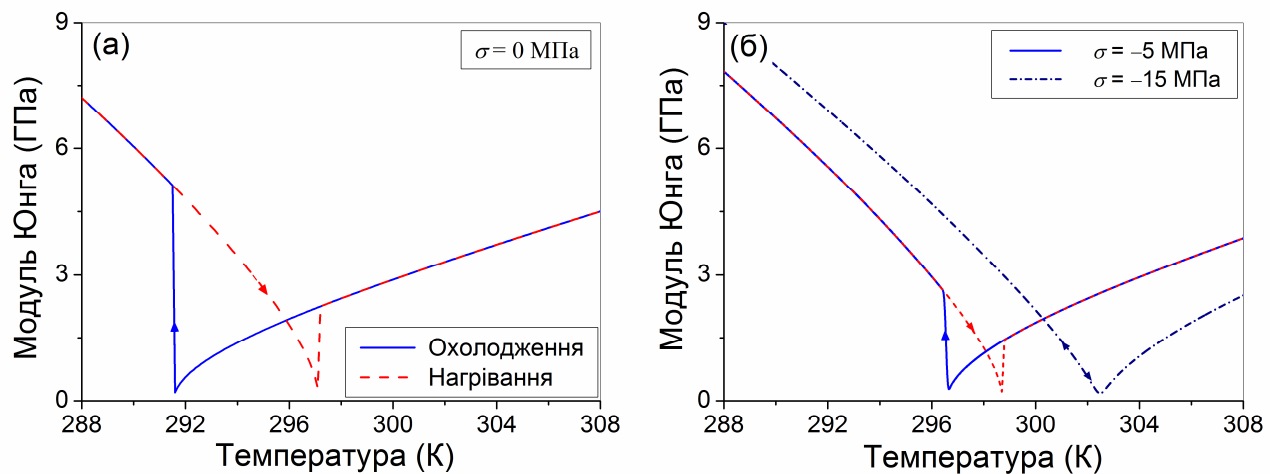 (а)
σ = 0 МПа
Модуль Юнга (ГПа)
9
6
3
0
Охолодження
Нагрівання
288 292 296 300 304 308
Температура (К)
(б)
σ = –5 МПа
σ = –15 МПа
Модуль Юнга (ГПа)
9
6
3
0
288 292 296 300 304 308
Температура (К)